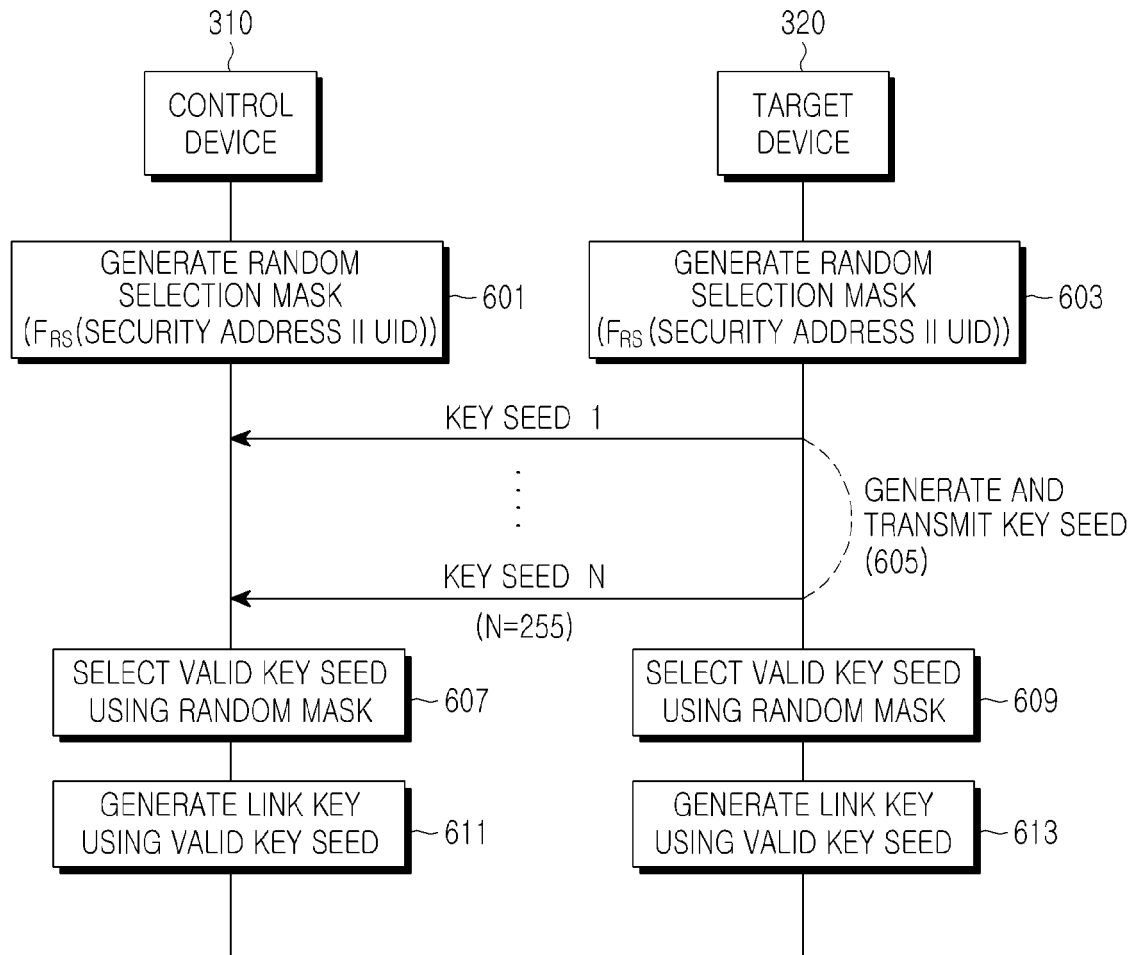 310
320
CONTROL
DEVICE
TARGET
DEVICE
GENERATE RANDOM
SELECTION MASK
(FRS(SECURITY ADDRESS II UID))
601
GENERATE RANDOM
SELECTION MASK
(FRS(SECURITY ADDRESS II UID))
603
KEY SEED 1
GENERATE AND
TRANSMIT KEY SEED
(605)
KEY SEED N
(N=255)
SELECT VALID KEY SEED
USING RANDOM MASK
607
SELECT VALID KEY SEED
USING RANDOM MASK
609
GENERATE LINK KEY
USING VALID KEY SEED
611
GENERATE LINK KEY
USING VALID KEY SEED
613